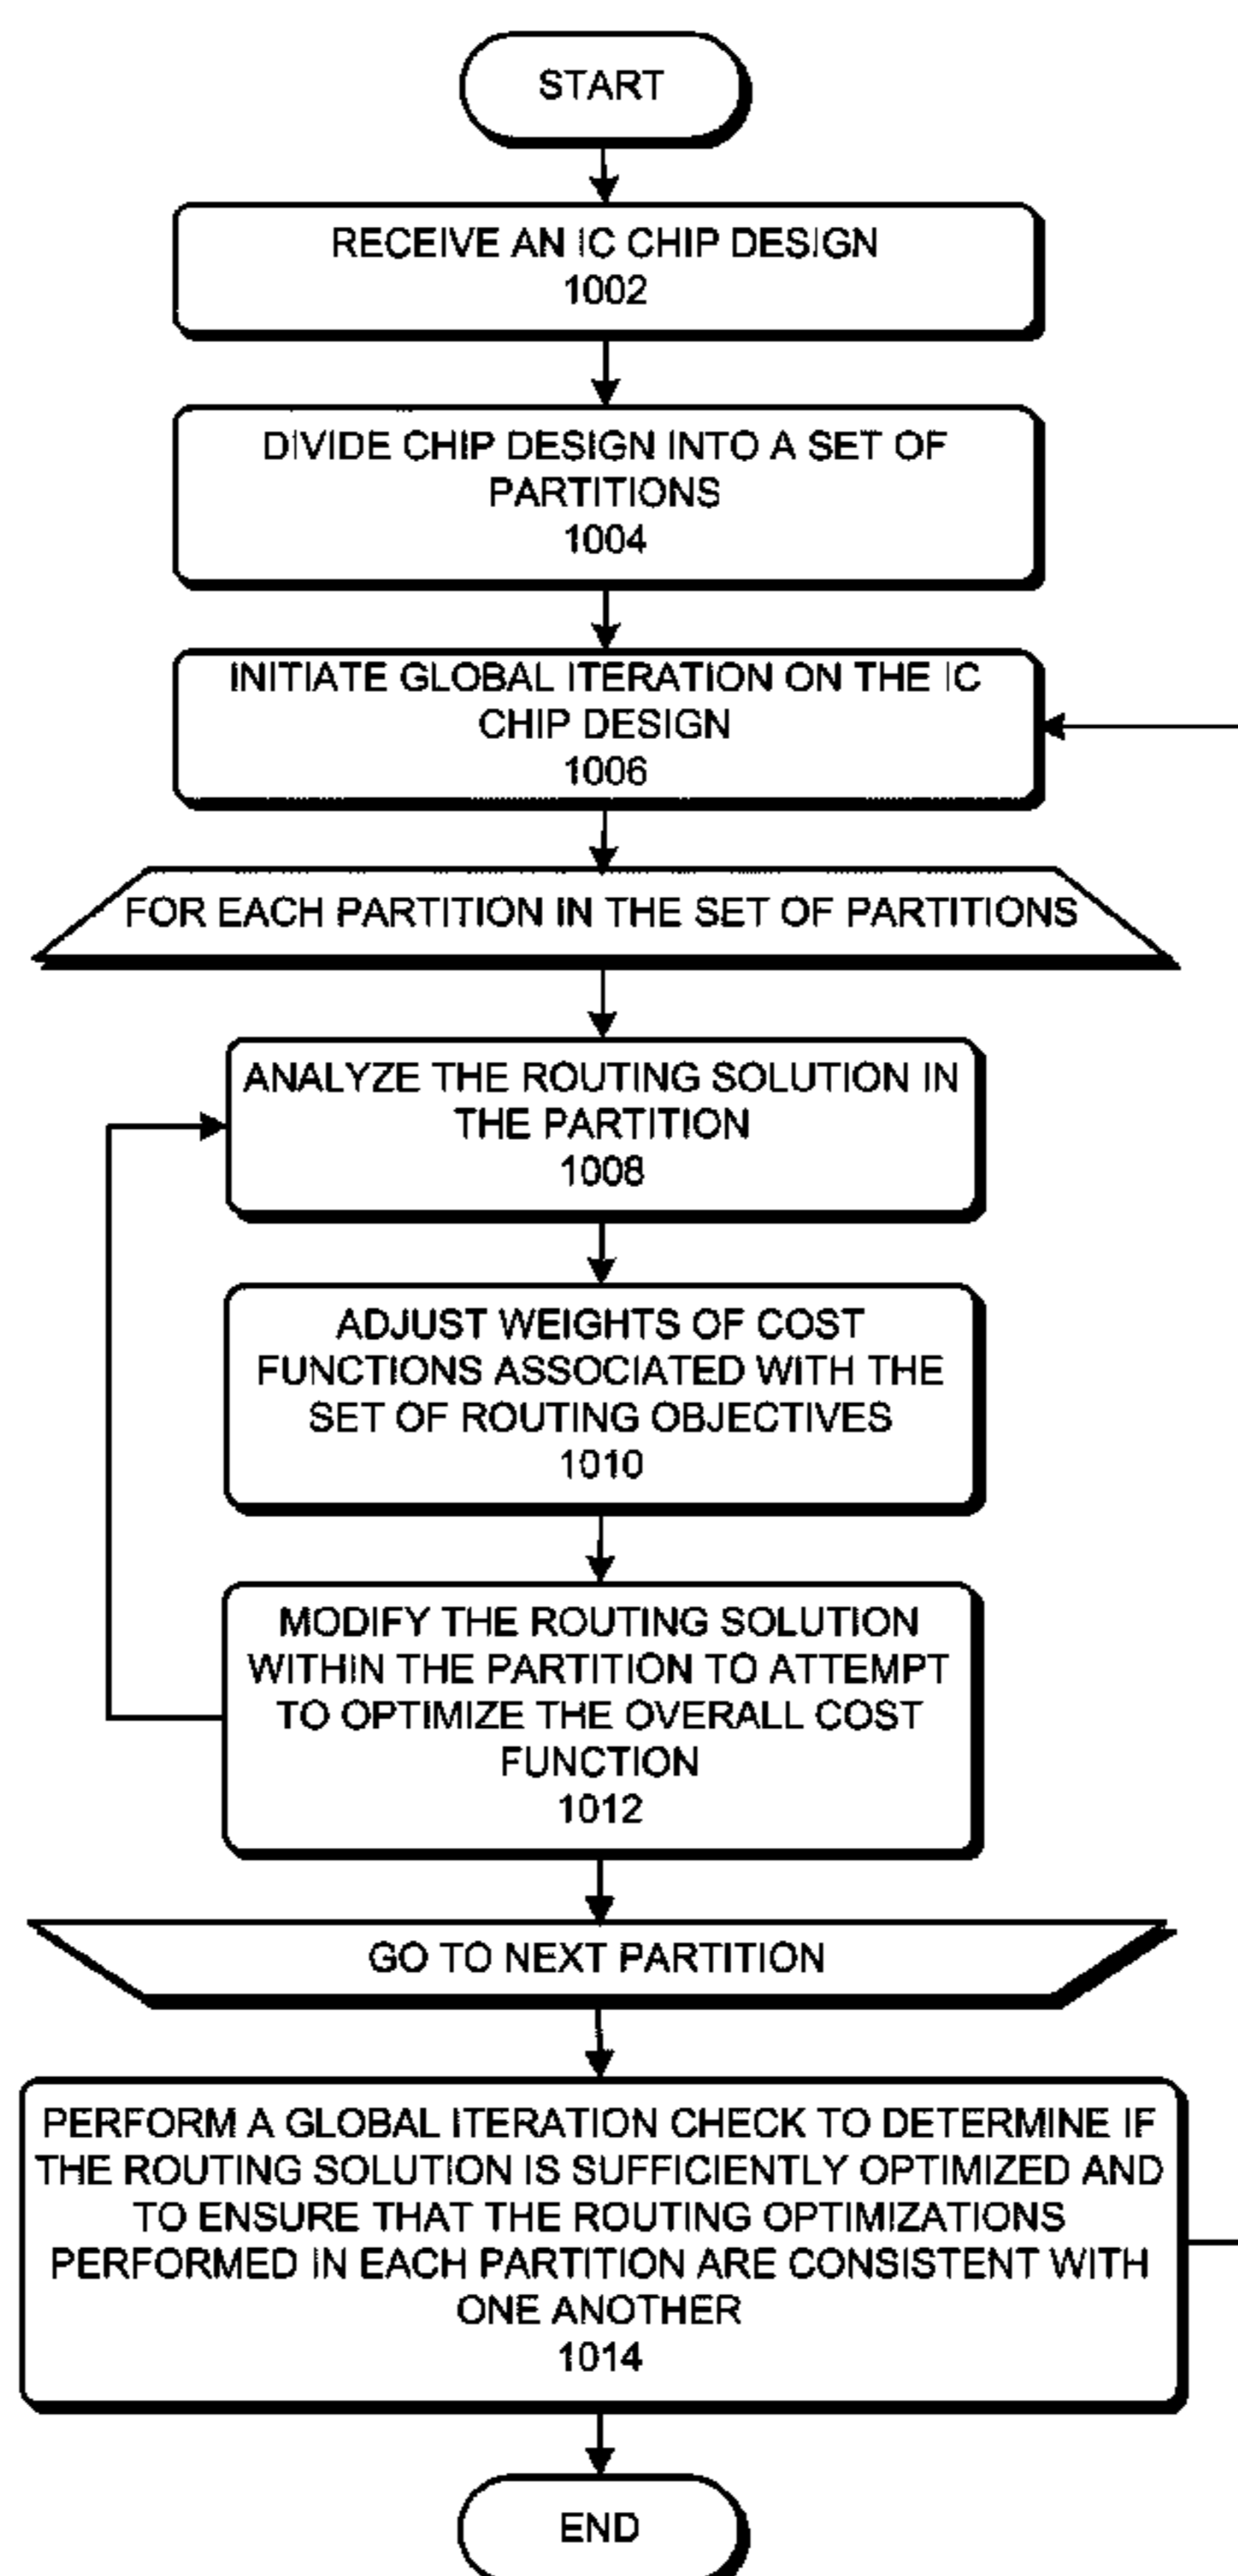 START
RECEIVE AN IC CHIP DESIGN
1002
DIVIDE CHIP DESIGN INTO A SET OF
PARTITIONS
1004
INITIATE GLOBAL ITERATION ON THE IC
CHIP DESIGN
1006
FOR EACH PARTITION IN THE SET OF PARTITIONS
ANALYZE THE ROUTING SOLUTION IN
THE PARTITION
1008
ADJUST WEIGHTS OF COST
FUNCTIONS ASSOCIATED WITH THE
SET OF ROUTING OBJECTIVES
1010
MODIFY THE ROUTING SOLUTION
WITHIN THE PARTITION TO ATTEMPT
TO OPTIMIZE THE OVERALL COST
FUNCTION
1012
GO TO NEXT PARTITION
PERFORM A GLOBAL ITERATION CHECK TO DETERMINE IF
THE ROUTING SOLUTION IS SUFFICIENTLY OPTIMIZED AND
TO ENSURE THAT THE ROUTING OPTIMIZATIONS
PERFORMED IN EACH PARTITION ARE CONSISTENT WITH
ONE ANOTHER
1014
END